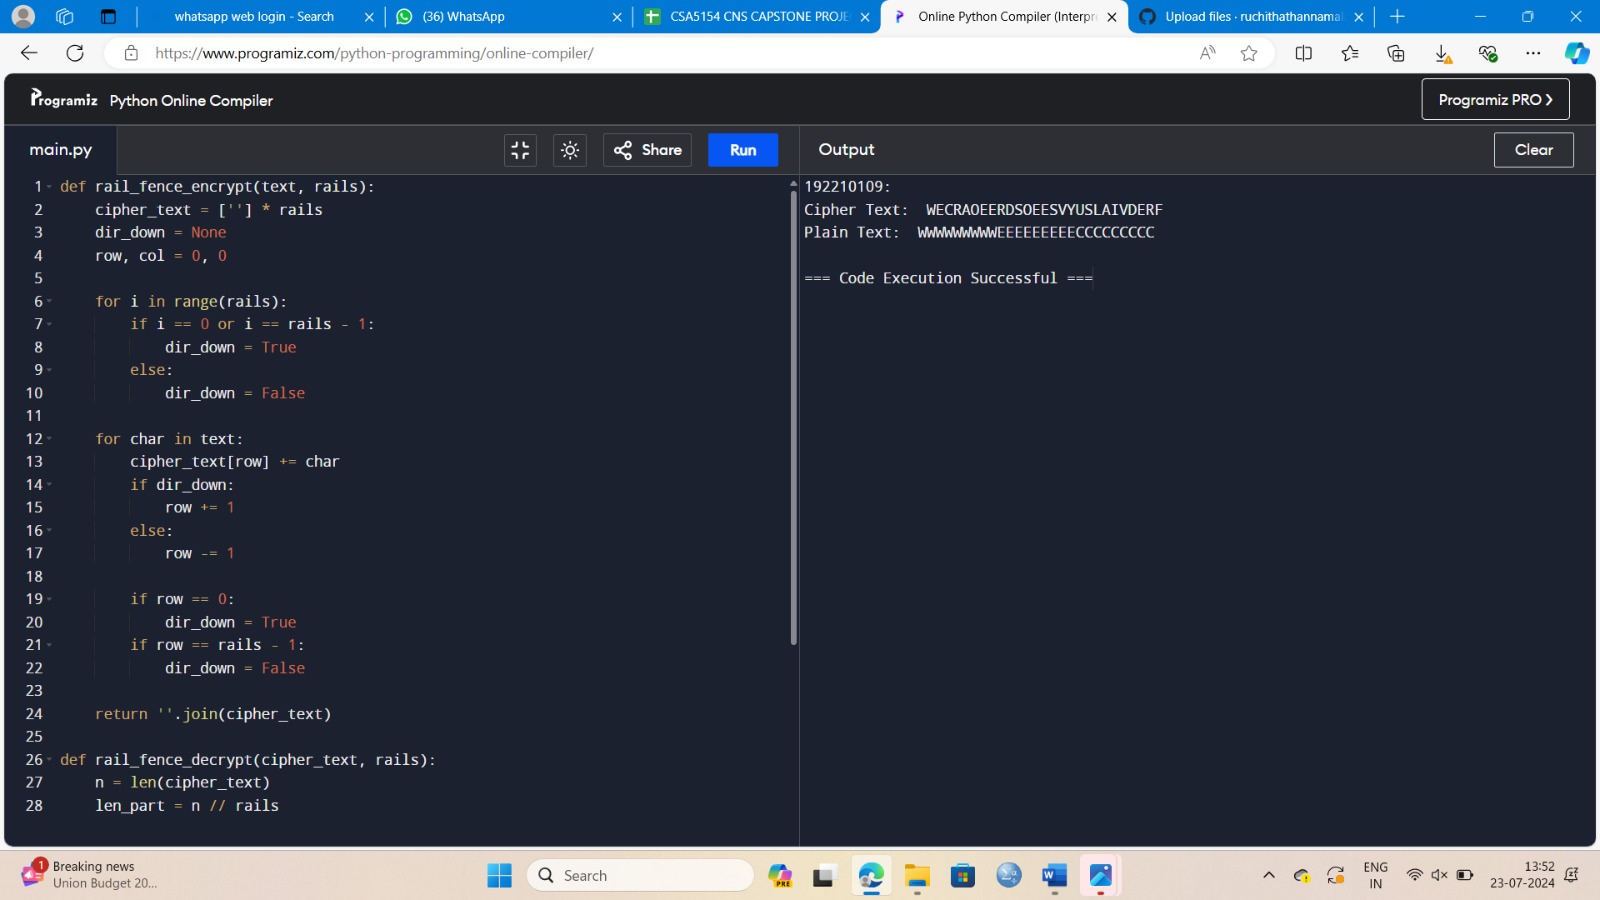 whatsapp web login - Search
(36) WhatsApp
CSA5154 CNS CAPSTONE PROJE
Online Python Compiler (Interpr
Upload files · ruchithathannama
https://www.programiz.com/python-programming/online-compiler/
Programiz Python Online Compiler
Programiz PRO
main.py
Share
Run
Output
Clear
1 def rail_fence_encrypt(text, rails):
2 cipher_text = [''] * rails
3 dir_down = None
4 row, col = 0, 0
5
6 for i in range(rails):
7 if i == 0 or i == rails - 1:
8 dir_down = True
9 else:
10 dir_down = False
11
12 for char in text:
13 cipher_text[row] += char
14 if dir_down:
15 row += 1
16 else:
17 row -= 1
18
19 if row == 0:
20 dir_down = True
21 if row == rails - 1:
22 dir_down = False
23
24 return ''.join(cipher_text)
25
26 def rail_fence_decrypt(cipher_text, rails):
27 n = len(cipher_text)
28 len_part = n // rails
192210109:
Cipher Text:  WECRAOEERDSOEESVYUSLAIVDERF
Plain Text:  WWWWWWWWWEEEEEEEEECCCCCCCCC
=== Code Execution Successful ===
1
Breaking news
Union Budget 20...
Search
PRE
ENG
IN
13:52
23-07-2024